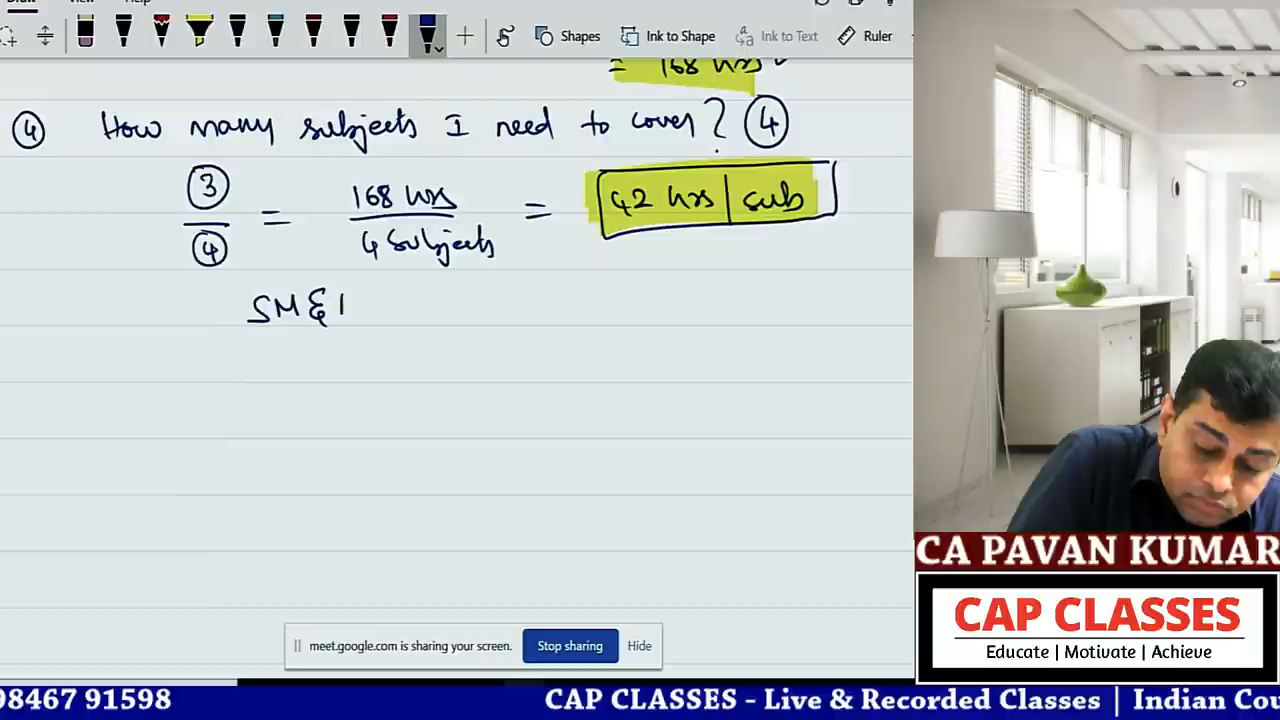 Shapes Ink to Shape Ink to Text Ruler
= 168 hrs
④ How many subjects I need to cover? ④
③/④ = 168 hrs/4 subjects = 42 hrs | sub
SM&
meet.google.com is sharing your screen. Stop sharing Hide
CA PAVAN KUMAR
CAP CLASSES
Educate | Motivate | Achieve
98467 91598 CAP CLASSES - Live & Recorded Classes | Indian